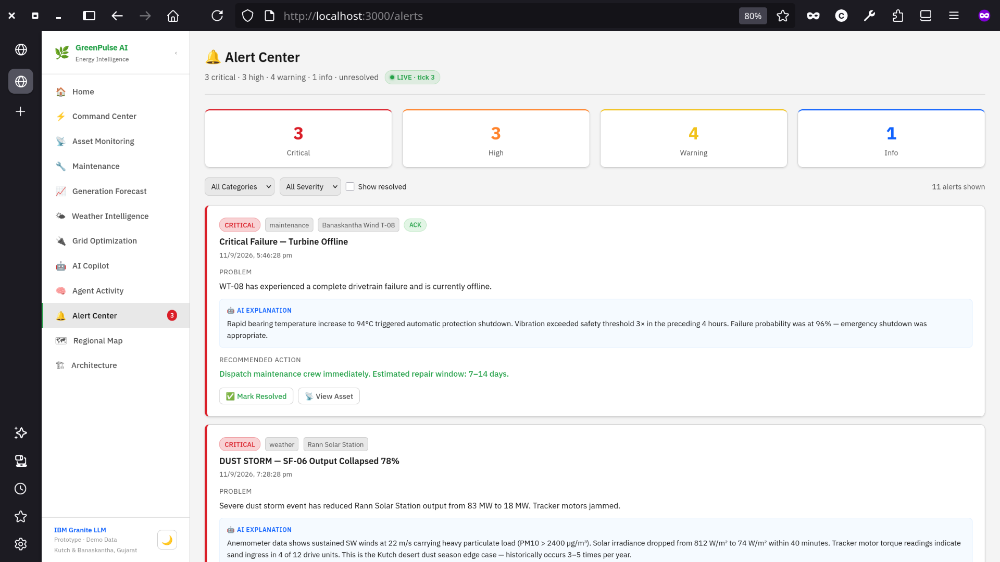 http://localhost:3000/alerts
80%
GreenPulse AI
Energy Intelligence
Home
Command Center
Asset Monitoring
Maintenance
Generation Forecast
Weather Intelligence
Grid Optimization
AI Copilot
Agent Activity
Alert Center
3
Regional Map
Architecture
IBM Granite LLM
Prototype · Demo Data
Kutch & Banaskantha, Gujarat
Alert Center
3 critical · 3 high · 4 warning · 1 info · unresolved
LIVE · tick 3
3
Critical
3
High
4
Warning
1
Info
All Categories
All Severity
Show resolved
11 alerts shown
CRITICAL
maintenance
Banaskantha Wind T-08
ACK
Critical Failure — Turbine Offline
11/9/2026, 5:46:28 pm
PROBLEM
WT-08 has experienced a complete drivetrain failure and is currently offline.
AI EXPLANATION
Rapid bearing temperature increase to 94°C triggered automatic protection shutdown. Vibration exceeded safety threshold 3× in the preceding 4 hours. Failure probability was at 96% — emergency shutdown was
appropriate.
RECOMMENDED ACTION
Dispatch maintenance crew immediately. Estimated repair window: 7–14 days.
Mark Resolved
View Asset
CRITICAL
weather
Rann Solar Station
DUST STORM — SF-06 Output Collapsed 78%
11/9/2026, 7:28:28 pm
PROBLEM
Severe dust storm event has reduced Rann Solar Station output from 83 MW to 18 MW. Tracker motors jammed.
AI EXPLANATION
Anemometer data shows sustained SW winds at 22 m/s carrying heavy particulate load (PM10 > 2400 µg/m³). Solar irradiance dropped from 812 W/m² to 74 W/m² within 40 minutes. Tracker motor torque readings indicate
sand ingress in 4 of 12 drive units. This is the Kutch desert dust season edge case — historically occurs 3–5 times per year.